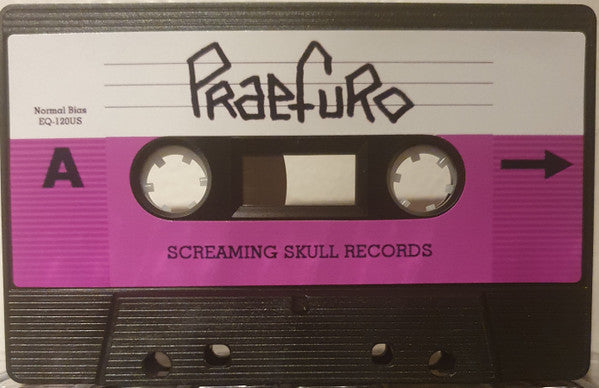 PRaefuRo
Normal Bias
EQ-120US
A
SCREAMING SKULL RECORDS